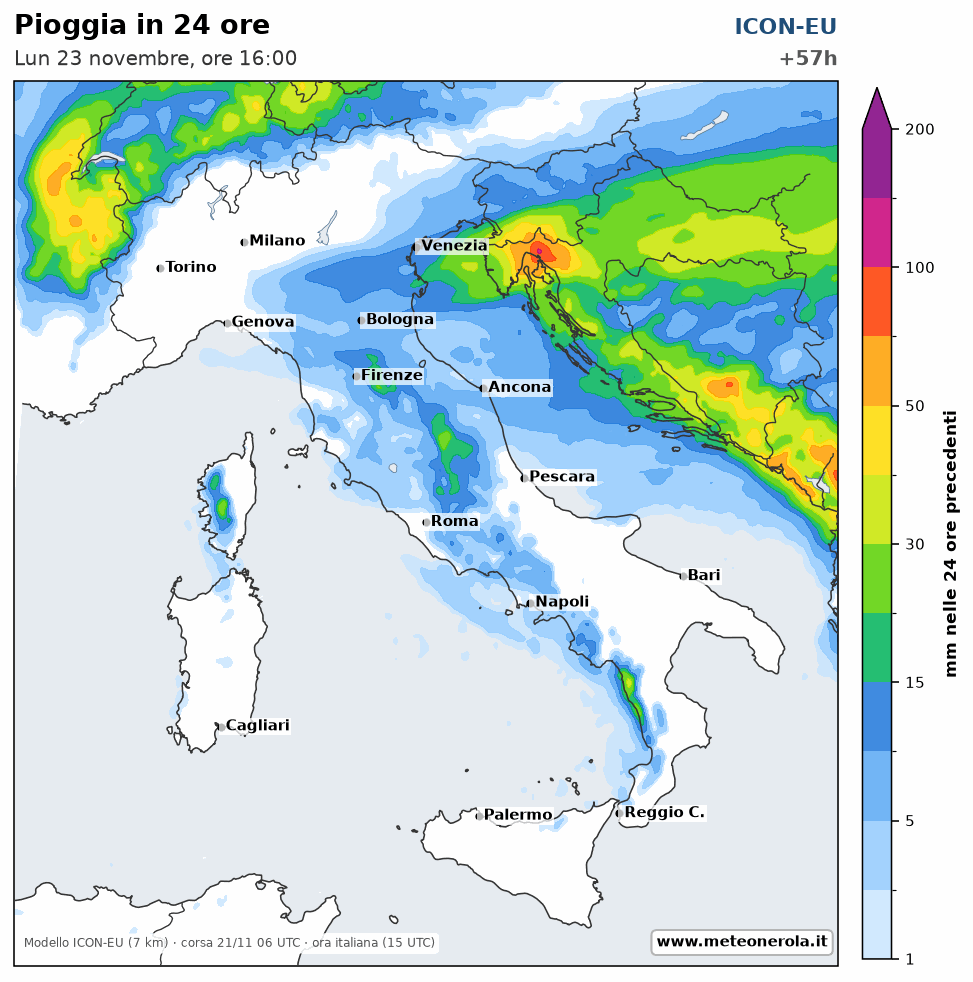 Pioggia in 24 ore
ICON-EU
Lun 23 novembre, ore 16:00
+57h
200
100
50
30
15
5
1
mm nelle 24 ore precedenti
Milano
Venezia
Torino
Genova
Bologna
Firenze
Ancona
Pescara
Roma
Bari
Napoli
Cagliari
Palermo
Reggio C.
Modello ICON-EU (7 km) · corsa 21/11 06 UTC · ora italiana (15 UTC)
www.meteonerola.it